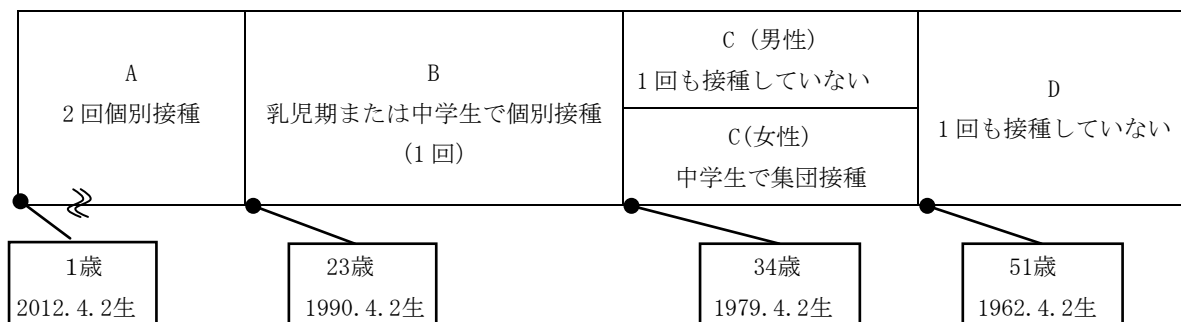 A
2回個別接種
B
乳児期または中学生で個別接種
(1回)
C (男性)
1回も接種していない
C(女性)
中学生で集団接種
D
1回も接種していない
1歳
2012.4.2生
23歳
1990.4.2生
34歳
1979.4.2生
51歳
1962.4.2生